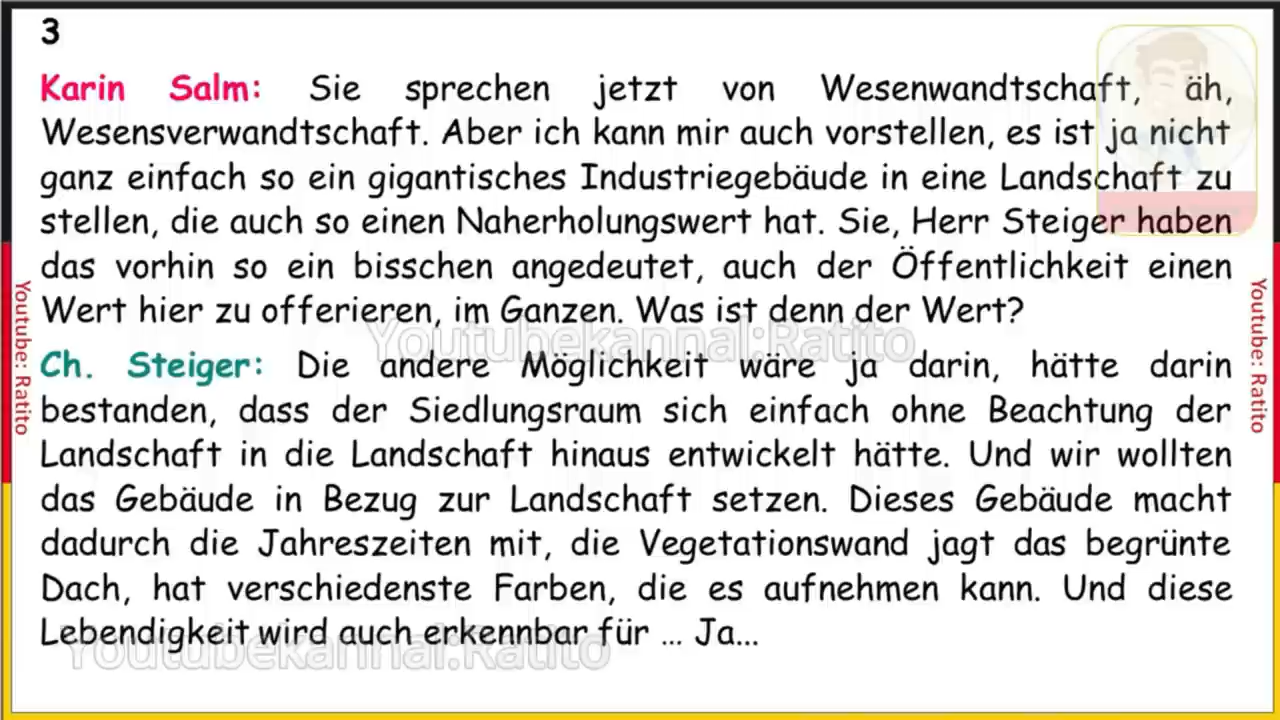 3
Karin Salm: Sie sprechen jetzt von Wesenwandtschaft, äh,
Wesensverwandtschaft. Aber ich kann mir auch vorstellen, es ist ja nicht
ganz einfach so ein gigantisches Industriegebäude in eine Landschaft zu
stellen, die auch so einen Naherholungswert hat. Sie, Herr Steiger haben
das vorhin so ein bisschen angedeutet, auch der Öffentlichkeit einen
Wert hier zu offerieren, im Ganzen. Was ist denn der Wert?
Youtubekannal:Ratito
Ch. Steiger: Die andere Möglichkeit wäre ja darin, hätte darin
bestanden, dass der Siedlungsraum sich einfach ohne Beachtung der
Landschaft in die Landschaft hinaus entwickelt hätte. Und wir wollten
das Gebäude in Bezug zur Landschaft setzen. Dieses Gebäude macht
dadurch die Jahreszeiten mit, die Vegetationswand jagt das begrünte
Dach, hat verschiedenste Farben, die es aufnehmen kann. Und diese
Lebendigkeit wird auch erkennbar für ... Ja...
Youtubekannal:Ratito
Youtube: Ratito
Youtube: Ratito